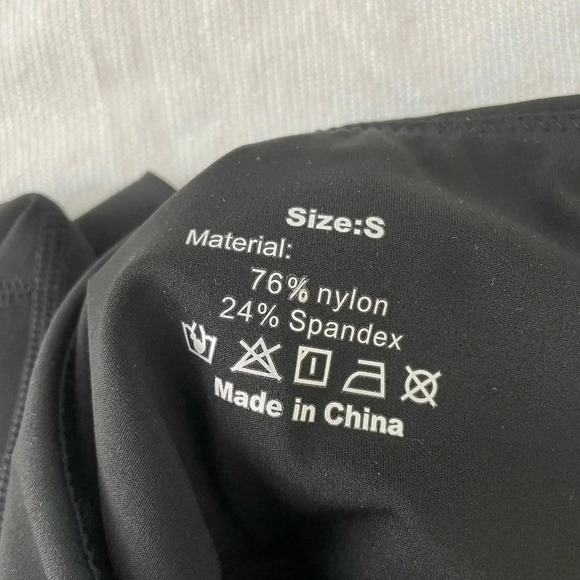 Size:S
Material:
76% nylon
24% Spandex
Made in China